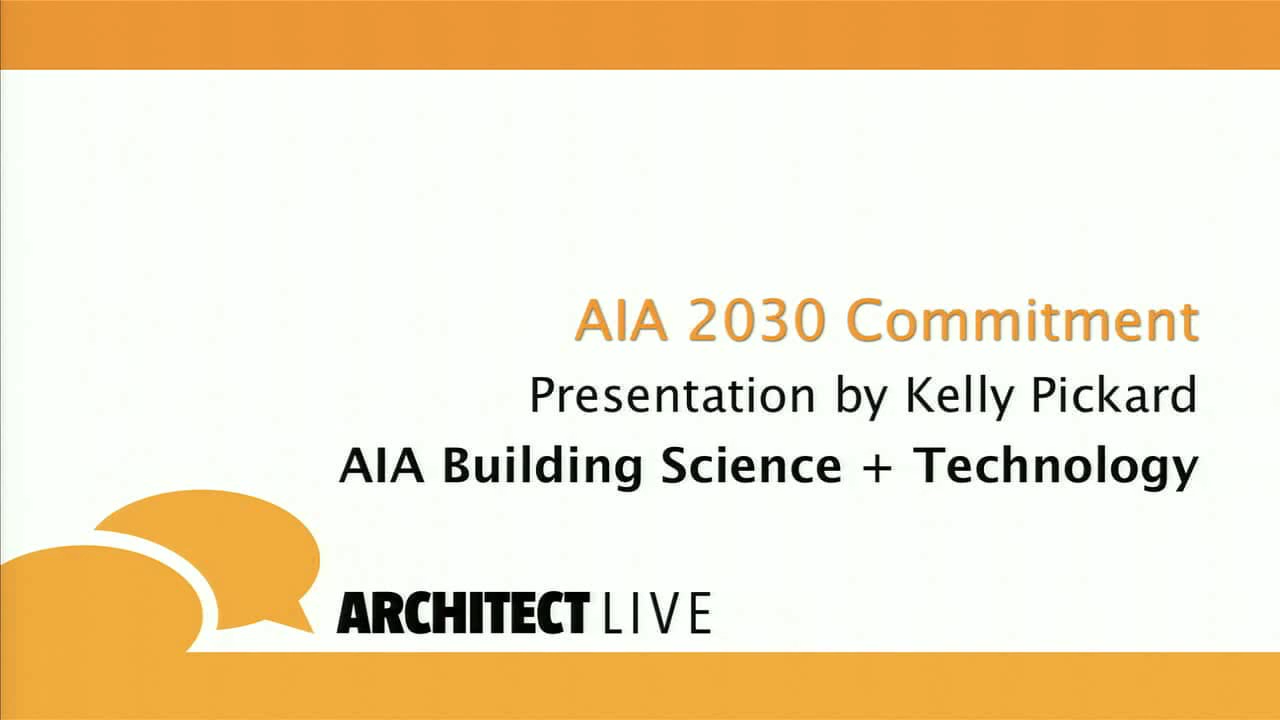 AIA 2030 Commitment
Presentation by Kelly Pickard
AIA Building Science + Technology
ARCHITECT LIVE